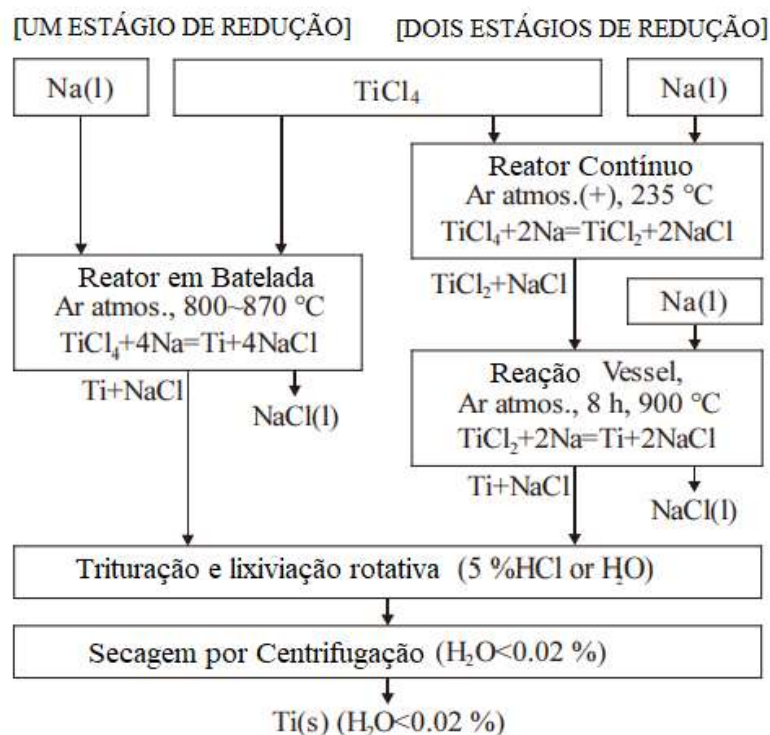 [UM ESTÁGIO DE REDUÇÃO]
[DOIS ESTÁGIOS DE REDUÇÃO]
Na(l)
TiCl₄
Na(l)
Reator Contínuo
Ar atmos.(+), 235 °C
TiCl₄+2Na=TiCl₂+2NaCl
Reator em Batelada
Ar atmos., 800~870 °C
TiCl₄+4Na=Ti+4NaCl
TiCl₂+NaCl
Na(l)
Reação Vessel,
Ar atmos., 8 h, 900 °C
TiCl₂+2Na=Ti+2NaCl
Ti+NaCl
NaCl(l)
Ti+NaCl
NaCl(l)
Trituração e lixiviação rotativa (5 %HCl or H₂O)
Secagem por Centrifugação (H₂O<0.02 %)
Ti(s) (H₂O<0.02 %)